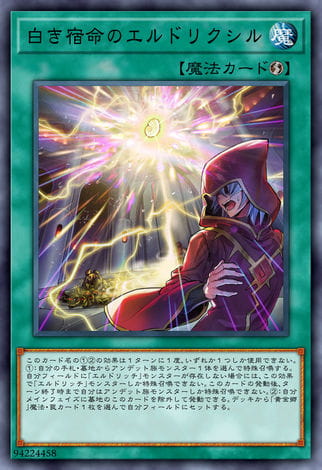 白き宿命のエルドリクシル 魔
【魔法カード】
このカード名の①②の効果は1ターンに1度、いずれか1つしか使用できない。
①:自分の手札・墓地からアンデット族モンスター1体を選んで特殊召喚する。
自分フィールドに「エルドリッチ」モンスターが存在しない場合には、この効果
で「エルドリッチ」モンスターしか特殊召喚できない。このカードの発動後、タ
ーン終了時まで自分はアンデット族モンスターしか特殊召喚できない。②:自分
メインフェイズに墓地のこのカードを除外して発動できる。デッキから「黄金郷」
魔法・罠カード1枚を選んで自分フィールドにセットする。
94224458